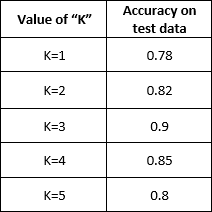 Value of “K” Accuracy on
test data
K=1 0.78
K=2 0.82
K=3 0.9
K=4 0.85
K=5 0.8